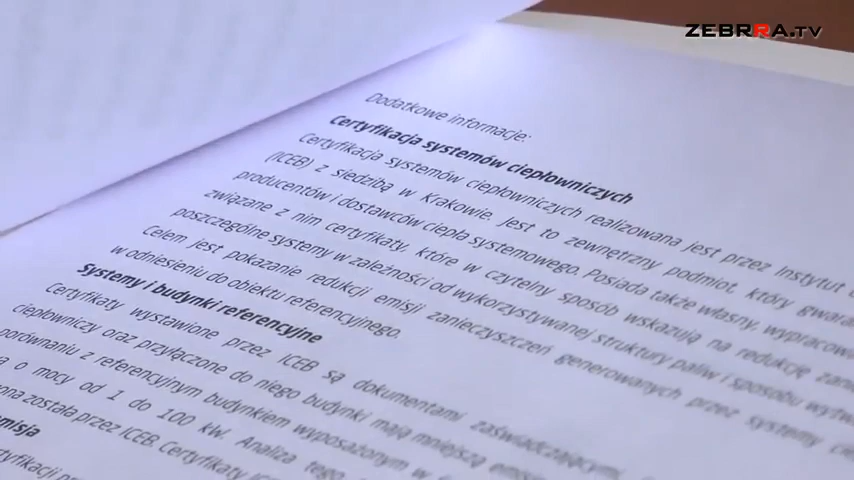 ZEBRRA.TV
Dodatkowe informacje:
Certyfikacja systemów ciepłowniczych
Certyfikacja systemów ciepłowniczych realizowana jest przez Instytut
(ICEB) z siedzibą w Krakowie. Jest to zewnętrzny podmiot, który
producentów i dostawców ciepła systemowego. Posiada także własny,
związane z nim certyfikaty, które w czytelny sposób wskazują na redukcję
poszczególne systemy w zależności od wykorzystywanej struktury paliw i sposobu
Celem jest pokazanie redukcji emisji zanieczyszczeń generowanych przez systemy
w odniesieniu do obiektu referencyjnego.
Systemy i budynki referencyjne
Certyfikaty wystawione przez ICEB są dokumentami zaświadczającymi,
ciepłowniczy oraz przyłączone do niego budynki mają mniejszą
porównaniu z referencyjnym budynkiem wyposażonym w
o mocy od 1 do 100 kW. Analiza tego
została przez ICEB. Certyfikaty